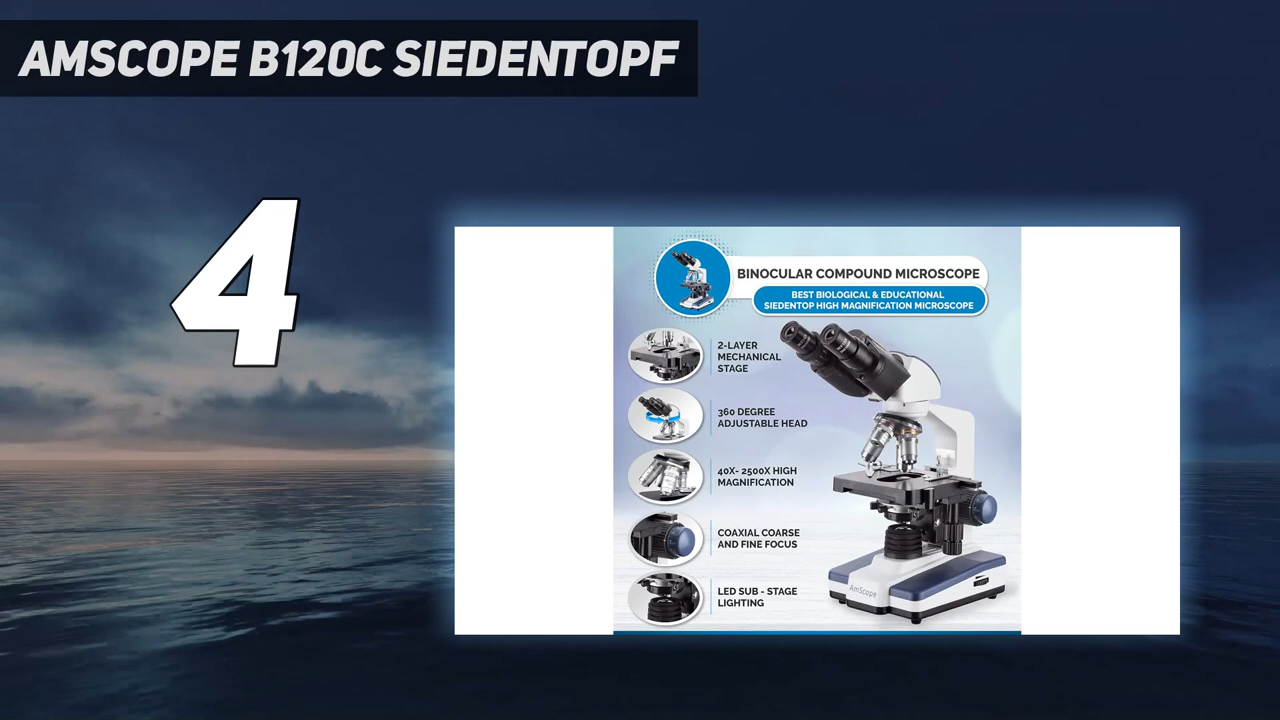 AMSCOPE B120C SIEDENTOPF
4
BINOCULAR COMPOUND MICROSCOPE
BEST BIOLOGICAL & EDUCATIONAL
SIEDENTOP HIGH MAGNIFICATION MICROSCOPE
2-LAYER
MECHANICAL
STAGE
360 DEGREE
ADJUSTABLE HEAD
40X- 2500X HIGH
MAGNIFICATION
COAXIAL COARSE
AND FINE FOCUS
LED SUB - STAGE
LIGHTING
AmScope